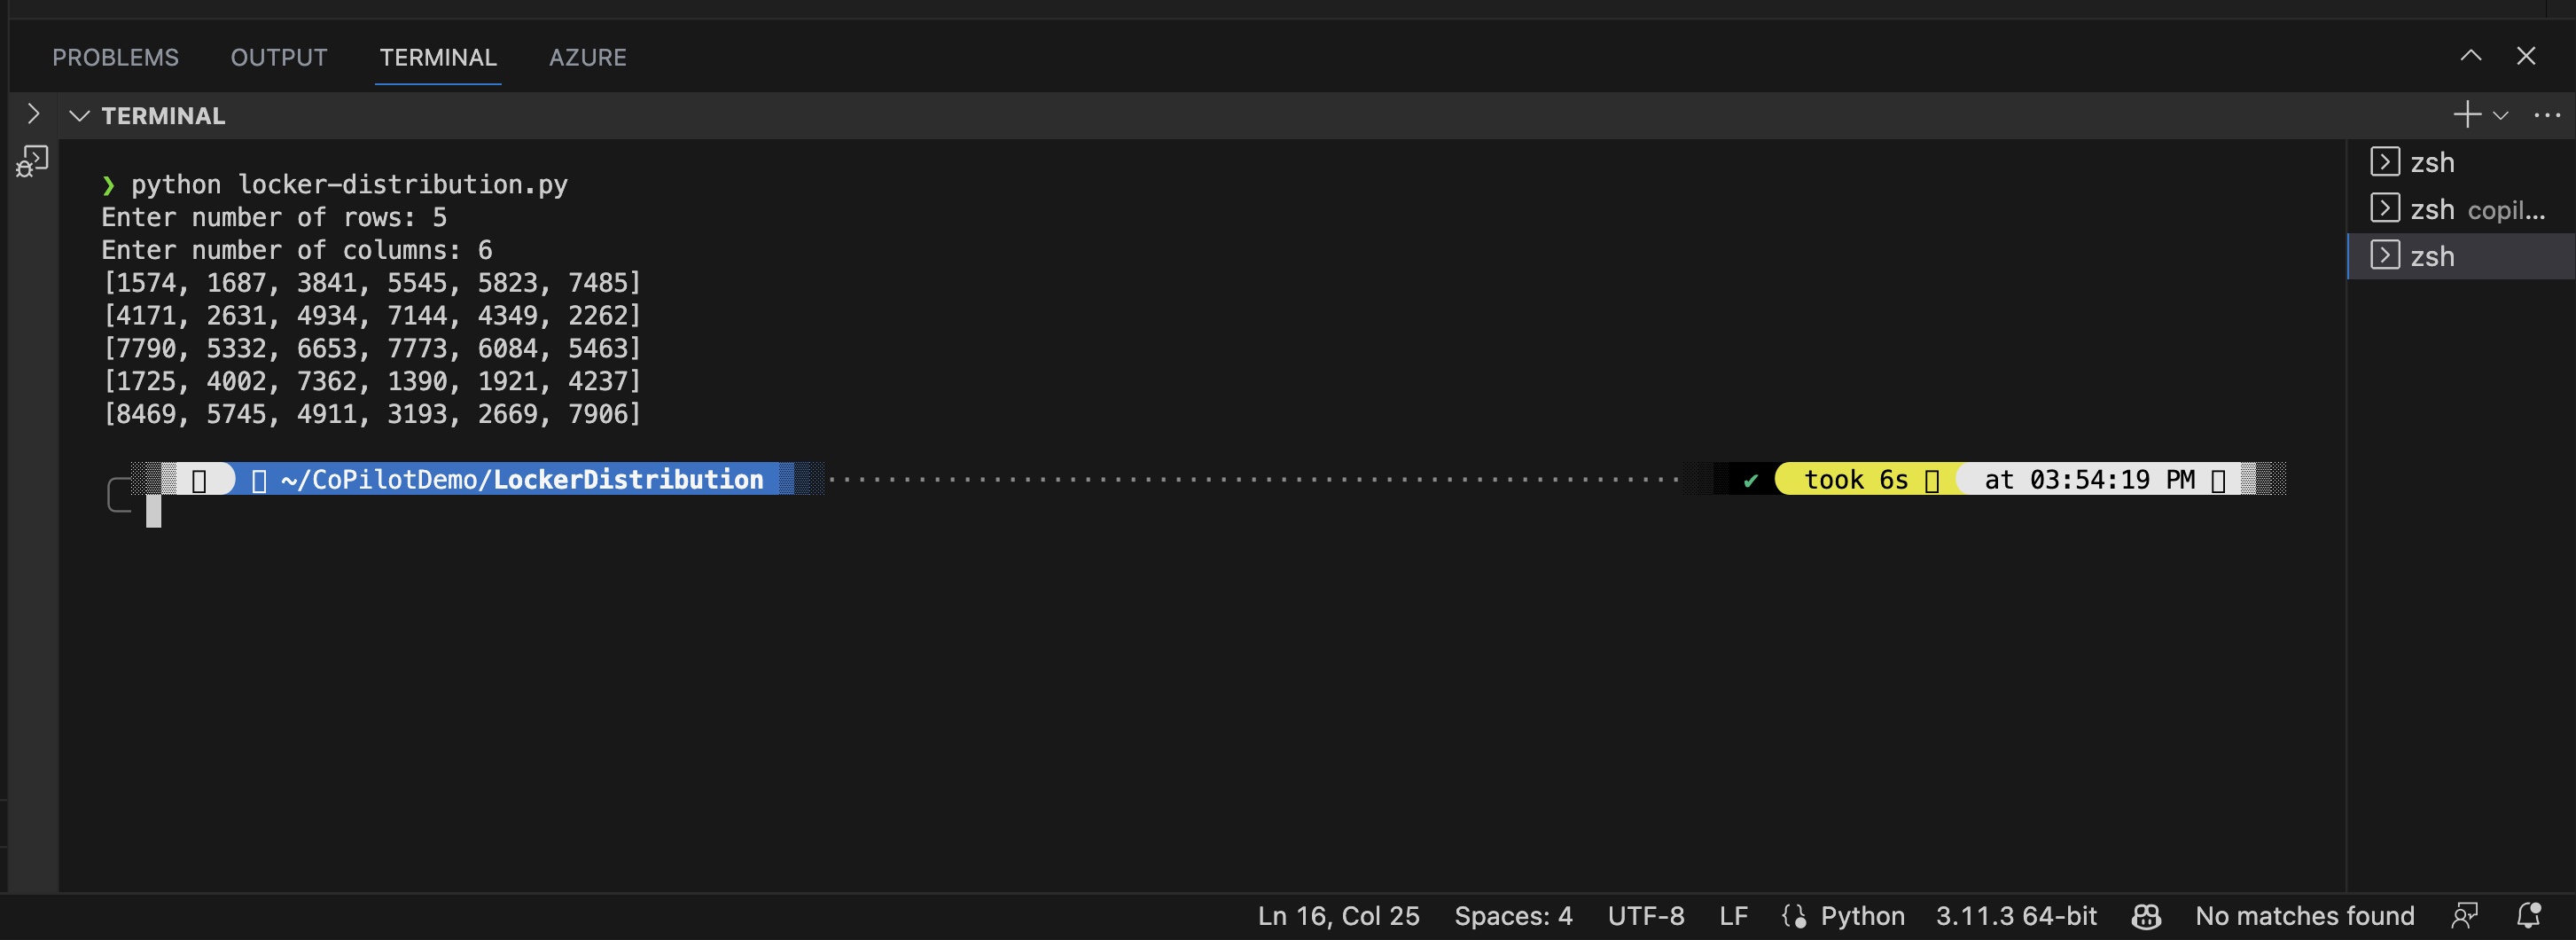 PROBLEMS OUTPUT TERMINAL AZURE
TERMINAL
zsh
zsh copil...
zsh
❯ python locker-distribution.py
Enter number of rows: 5
Enter number of columns: 6
[1574, 1687, 3841, 5545, 5823, 7485]
[4171, 2631, 4934, 7144, 4349, 2262]
[7790, 5332, 6653, 7773, 6084, 5463]
[1725, 4002, 7362, 1390, 1921, 4237]
[8469, 5745, 4911, 3193, 2669, 7906]
~/CoPilotDemo/LockerDistribution ✔ took 6s at 03:54:19 PM
Ln 16, Col 25 Spaces: 4 UTF-8 LF Python 3.11.3 64-bit No matches found